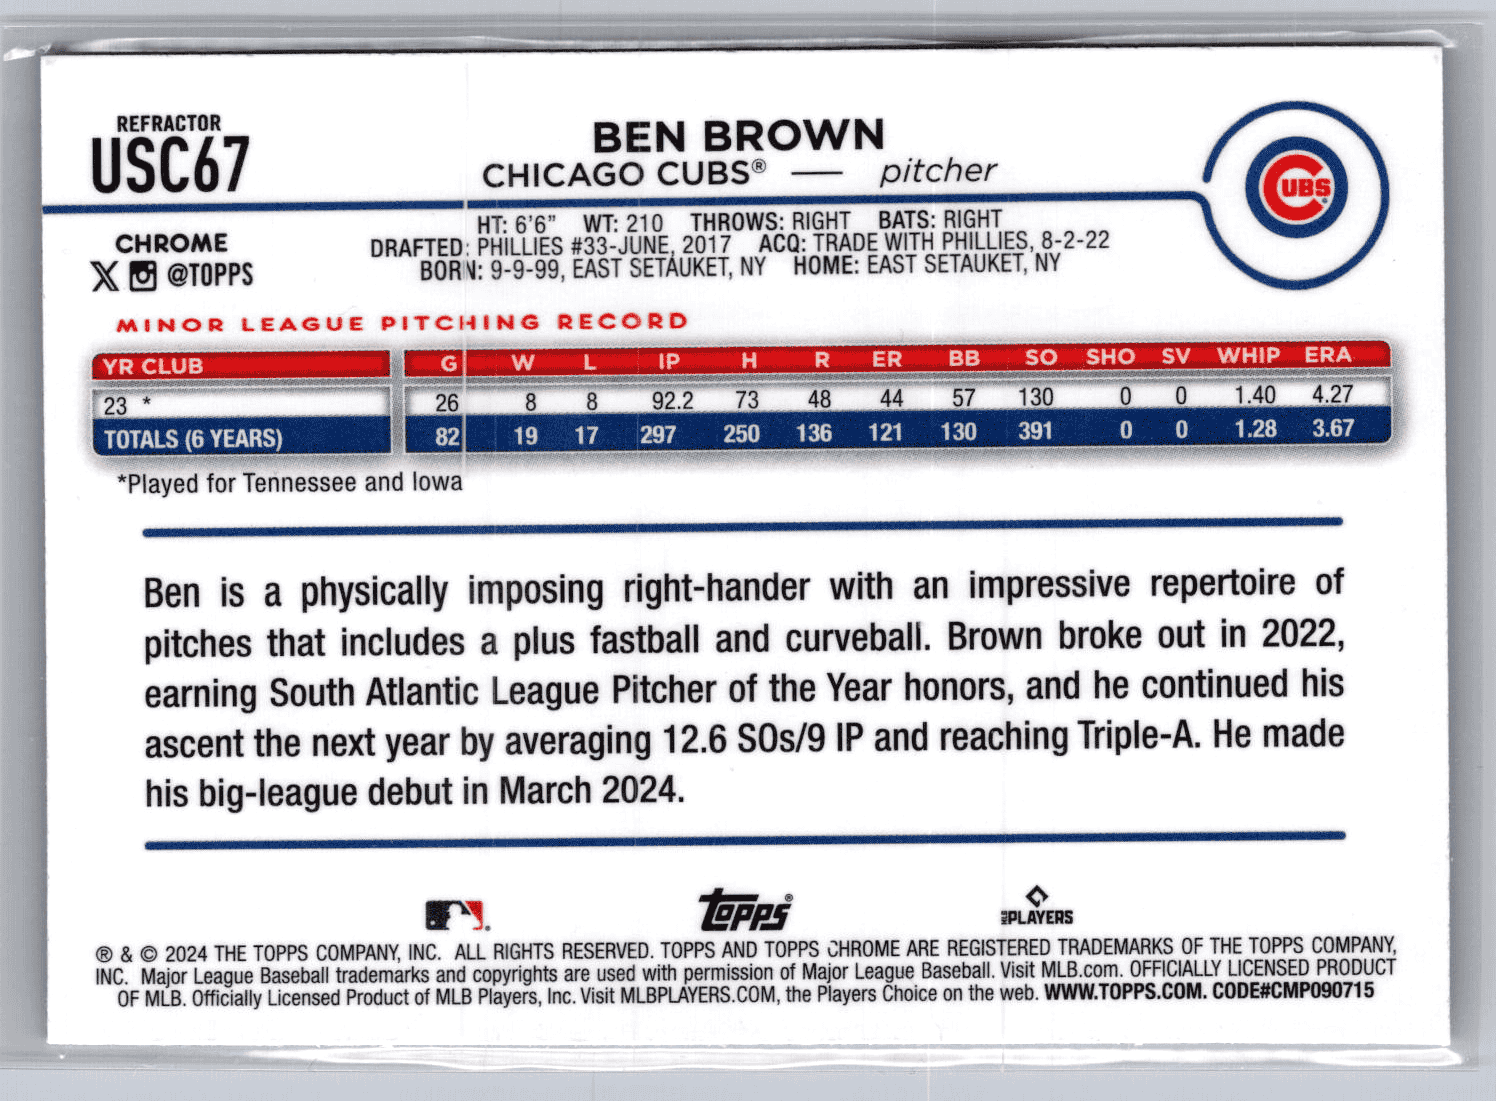 REFRACTOR
USC67
BEN BROWN
CHICAGO CUBS® — pitcher
CUBS
HT: 6'6" WT: 210 THROWS: RIGHT BATS: RIGHT
DRAFTED: PHILLIES #33-JUNE, 2017 ACQ: TRADE WITH PHILLIES, 8-2-22
BORN: 9-9-99, EAST SETAUKET, NY HOME: EAST SETAUKET, NY
CHROME
X @TOPPS
MINOR LEAGUE PITCHING RECORD
YR CLUB G W L IP H R ER BB SO SHO SV WHIP ERA
23 * 26 8 8 92.2 73 48 44 57 130 0 0 1.40 4.27
TOTALS (6 YEARS) 82 19 17 297 250 136 121 130 391 0 0 1.28 3.67
*Played for Tennessee and Iowa
Ben is a physically imposing right-hander with an impressive repertoire of
pitches that includes a plus fastball and curveball. Brown broke out in 2022,
earning South Atlantic League Pitcher of the Year honors, and he continued his
ascent the next year by averaging 12.6 SOs/9 IP and reaching Triple-A. He made
his big-league debut in March 2024.
Topps®
MLB PLAYERS
® & © 2024 THE TOPPS COMPANY, INC. ALL RIGHTS RESERVED. TOPPS AND TOPPS CHROME ARE REGISTERED TRADEMARKS OF THE TOPPS COMPANY,
INC. Major League Baseball trademarks and copyrights are used with permission of Major League Baseball. Visit MLB.com. OFFICIALLY LICENSED PRODUCT
OF MLB. Officially Licensed Product of MLB Players, Inc. Visit MLBPLAYERS.COM, the Players Choice on the web. WWW.TOPPS.COM. CODE#CMP090715